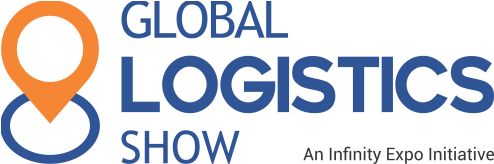 GLOBAL
LOGISTICS
SHOW
An Infinity Expo Initiative